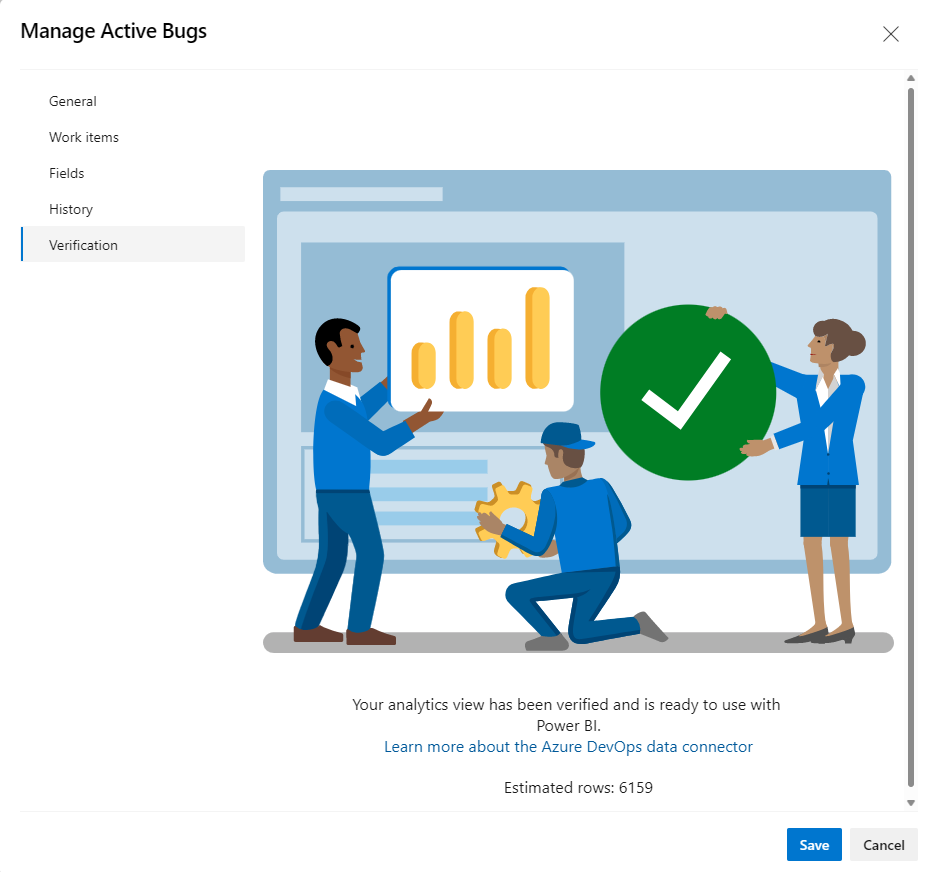 Manage Active Bugs
General
Work items
Fields
History
Verification
Your analytics view has been verified and is ready to use with
Power BI.
Learn more about the Azure DevOps data connector
Estimated rows: 6159
Save
Cancel